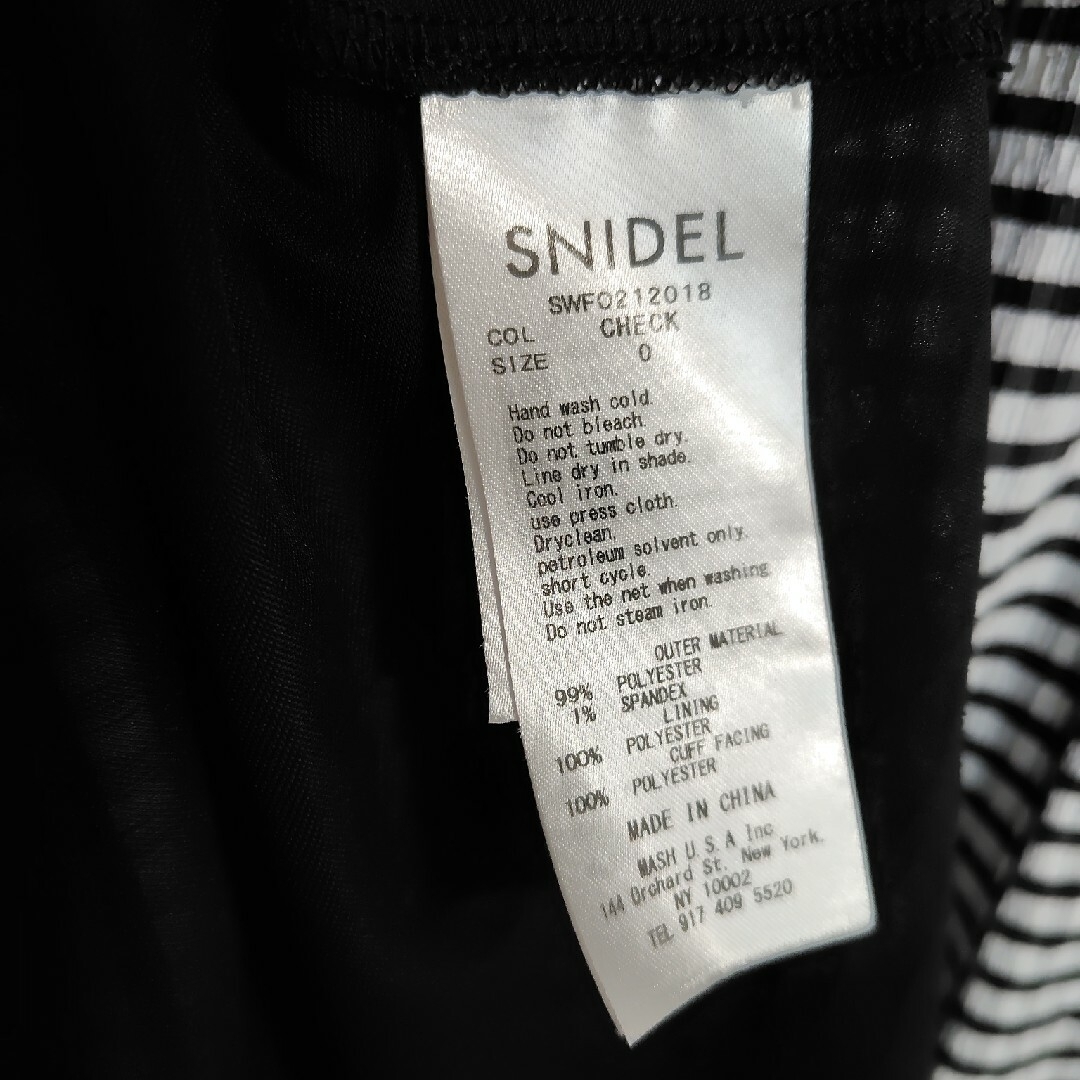 SNIDEL
SWFO212018
COL CHECK
SIZE 0
Hand wash cold.
Do not bleach.
Do not tumble dry.
Line dry in shade.
Cool iron.
use press cloth.
Dryclean.
petroleum solvent only.
short cycle.
Use the net when washing.
Do not steam iron.
OUTER MATERIAL
99% POLYESTER
1% SPANDEX
LINING
100% POLYESTER
CUFF FACING
100% POLYESTER
MADE IN CHINA
MASH U.S.A Inc
144 Orchard St. New York.
NY 10002
TEL 917 409 5520